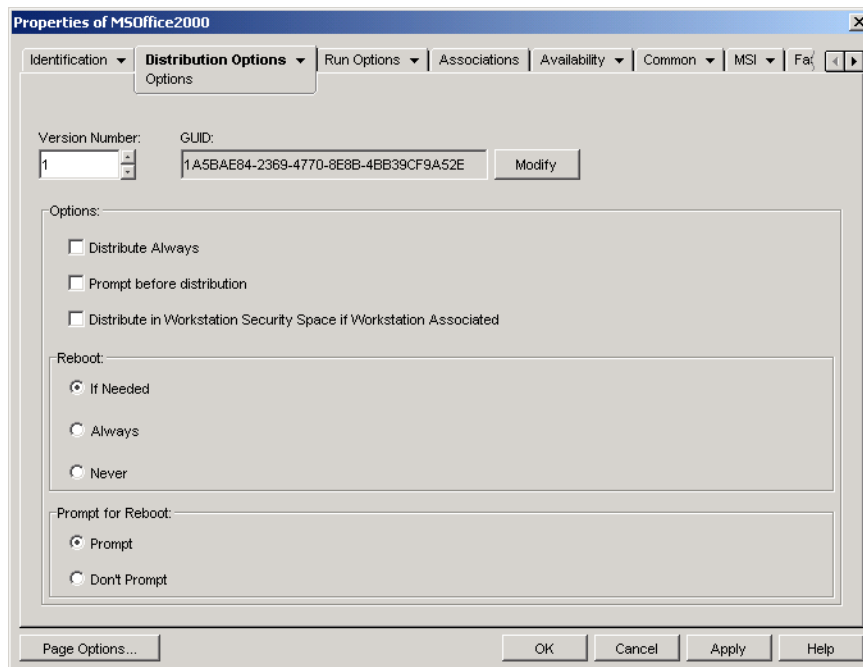 Properties of MSOffice2000
Identification Distribution Options Run Options Associations Availability Common MSI
Options
Version Number: GUID:
1 1A5BAE84-2369-4770-8E8B-4BB39CF9A52E Modify
Options:
Distribute Always
Prompt before distribution
Distribute in Workstation Security Space if Workstation Associated
Reboot:
If Needed
Always
Never
Prompt for Reboot:
Prompt
Don't Prompt
Page Options... OK Cancel Apply Help